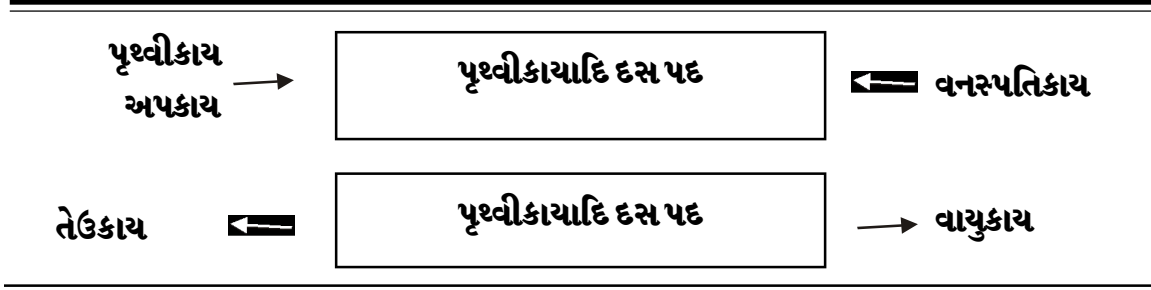 પૃથ્વીકાય
અપકાય
પૃથ્વીકાયાદિ દસ પદ
વનસ્પતિકાય
તેઉકાય
પૃથ્વીકાયાદિ દસ પદ
વાયુકાય